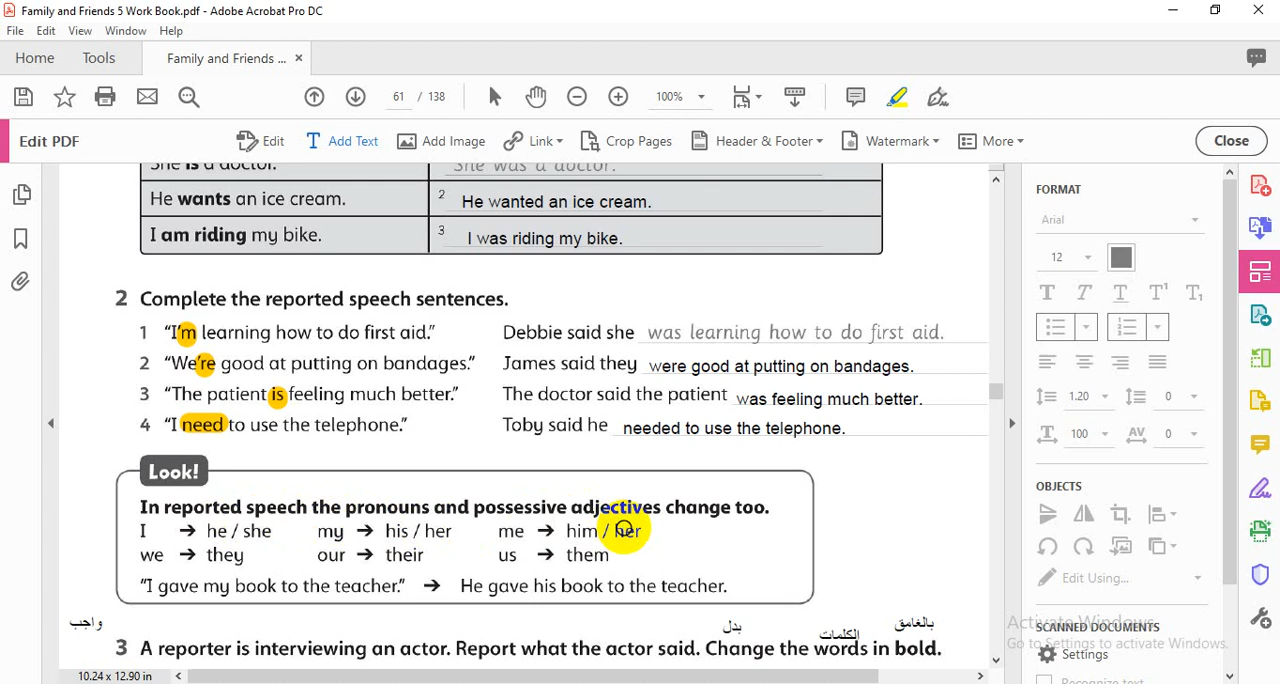 Family and Friends 5 Work Book.pdf - Adobe Acrobat Pro DC
File Edit View Window Help
Home Tools Family and Friends ... ×
61 / 138 100%
Edit PDF Edit Add Text Add Image Link Crop Pages Header & Footer Watermark More Close
She is a doctor. She was a doctor.
He wants an ice cream. 2 He wanted an ice cream.
I am riding my bike. 3 I was riding my bike.
2 Complete the reported speech sentences.
1 “I’m learning how to do first aid.” Debbie said she was learning how to do first aid.
2 “We’re good at putting on bandages.” James said they were good at putting on bandages.
3 “The patient is feeling much better.” The doctor said the patient was feeling much better.
4 “I need to use the telephone.” Toby said he needed to use the telephone.
Look!
In reported speech the pronouns and possessive adjectives change too.
I → he / she my → his / her me → him / her
we → they our → their us → them
“I gave my book to the teacher.” → He gave his book to the teacher.
واجب بدل الكلمات بالغامق
3 A reporter is interviewing an actor. Report what the actor said. Change the words in bold.
10.24 x 12.90 in
FORMAT
Arial
12
1.20 0
100 0
OBJECTS
Edit Using...
Activate Windows
SCANNED DOCUMENTS
Go to Settings to activate Windows.
Settings
Recognize text